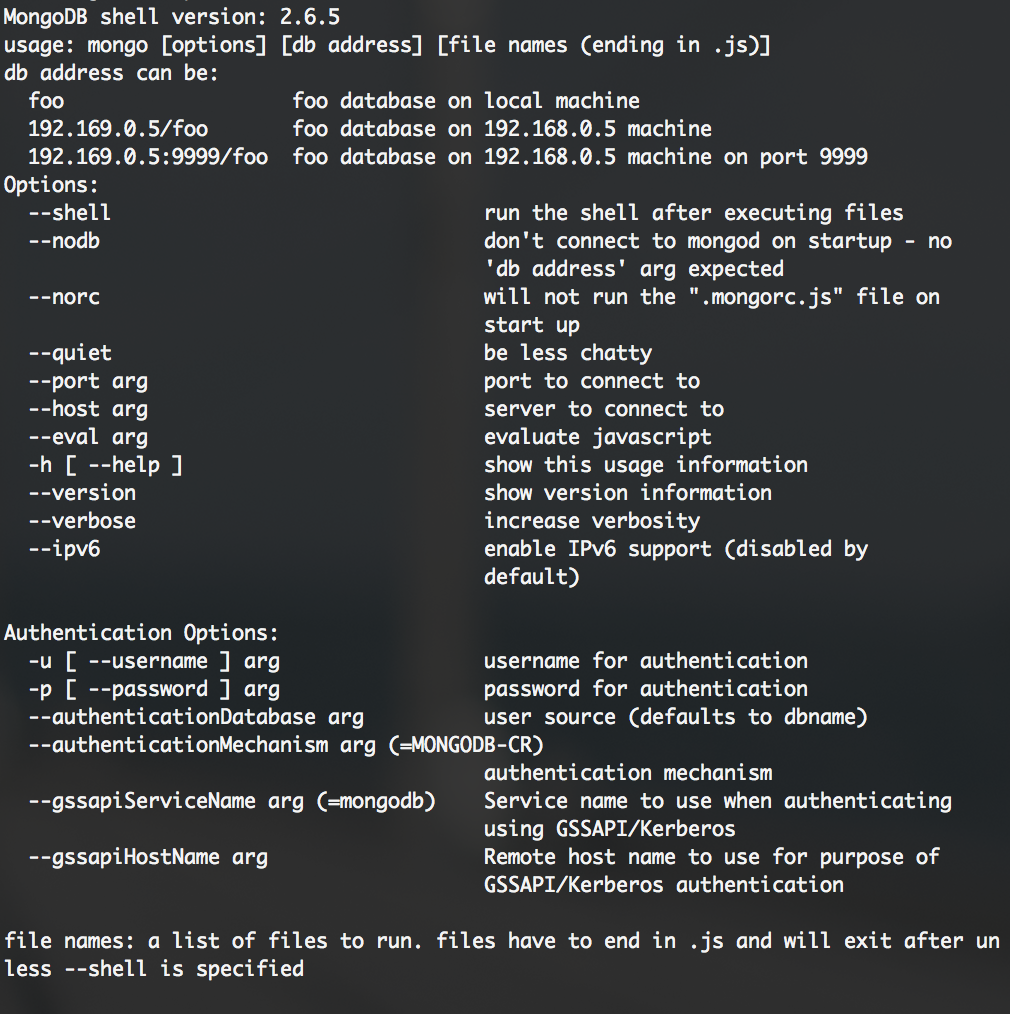 MongoDB shell version: 2.6.5
usage: mongo [options] [db address] [file names (ending in .js)]
db address can be:
  foo                   foo database on local machine
  192.169.0.5/foo       foo database on 192.168.0.5 machine
  192.169.0.5:9999/foo  foo database on 192.168.0.5 machine on port 9999
Options:
  --shell                               run the shell after executing files
  --nodb                                don't connect to mongod on startup - no
                                        'db address' arg expected
  --norc                                will not run the ".mongorc.js" file on
                                        start up
  --quiet                               be less chatty
  --port arg                            port to connect to
  --host arg                            server to connect to
  --eval arg                            evaluate javascript
  -h [ --help ]                         show this usage information
  --version                             show version information
  --verbose                             increase verbosity
  --ipv6                                enable IPv6 support (disabled by
                                        default)

Authentication Options:
  -u [ --username ] arg                 username for authentication
  -p [ --password ] arg                 password for authentication
  --authenticationDatabase arg          user source (defaults to dbname)
  --authenticationMechanism arg (=MONGODB-CR)
                                        authentication mechanism
  --gssapiServiceName arg (=mongodb)    Service name to use when authenticating
                                        using GSSAPI/Kerberos
  --gssapiHostName arg                  Remote host name to use for purpose of
                                        GSSAPI/Kerberos authentication

file names: a list of files to run. files have to end in .js and will exit after un
less --shell is specified